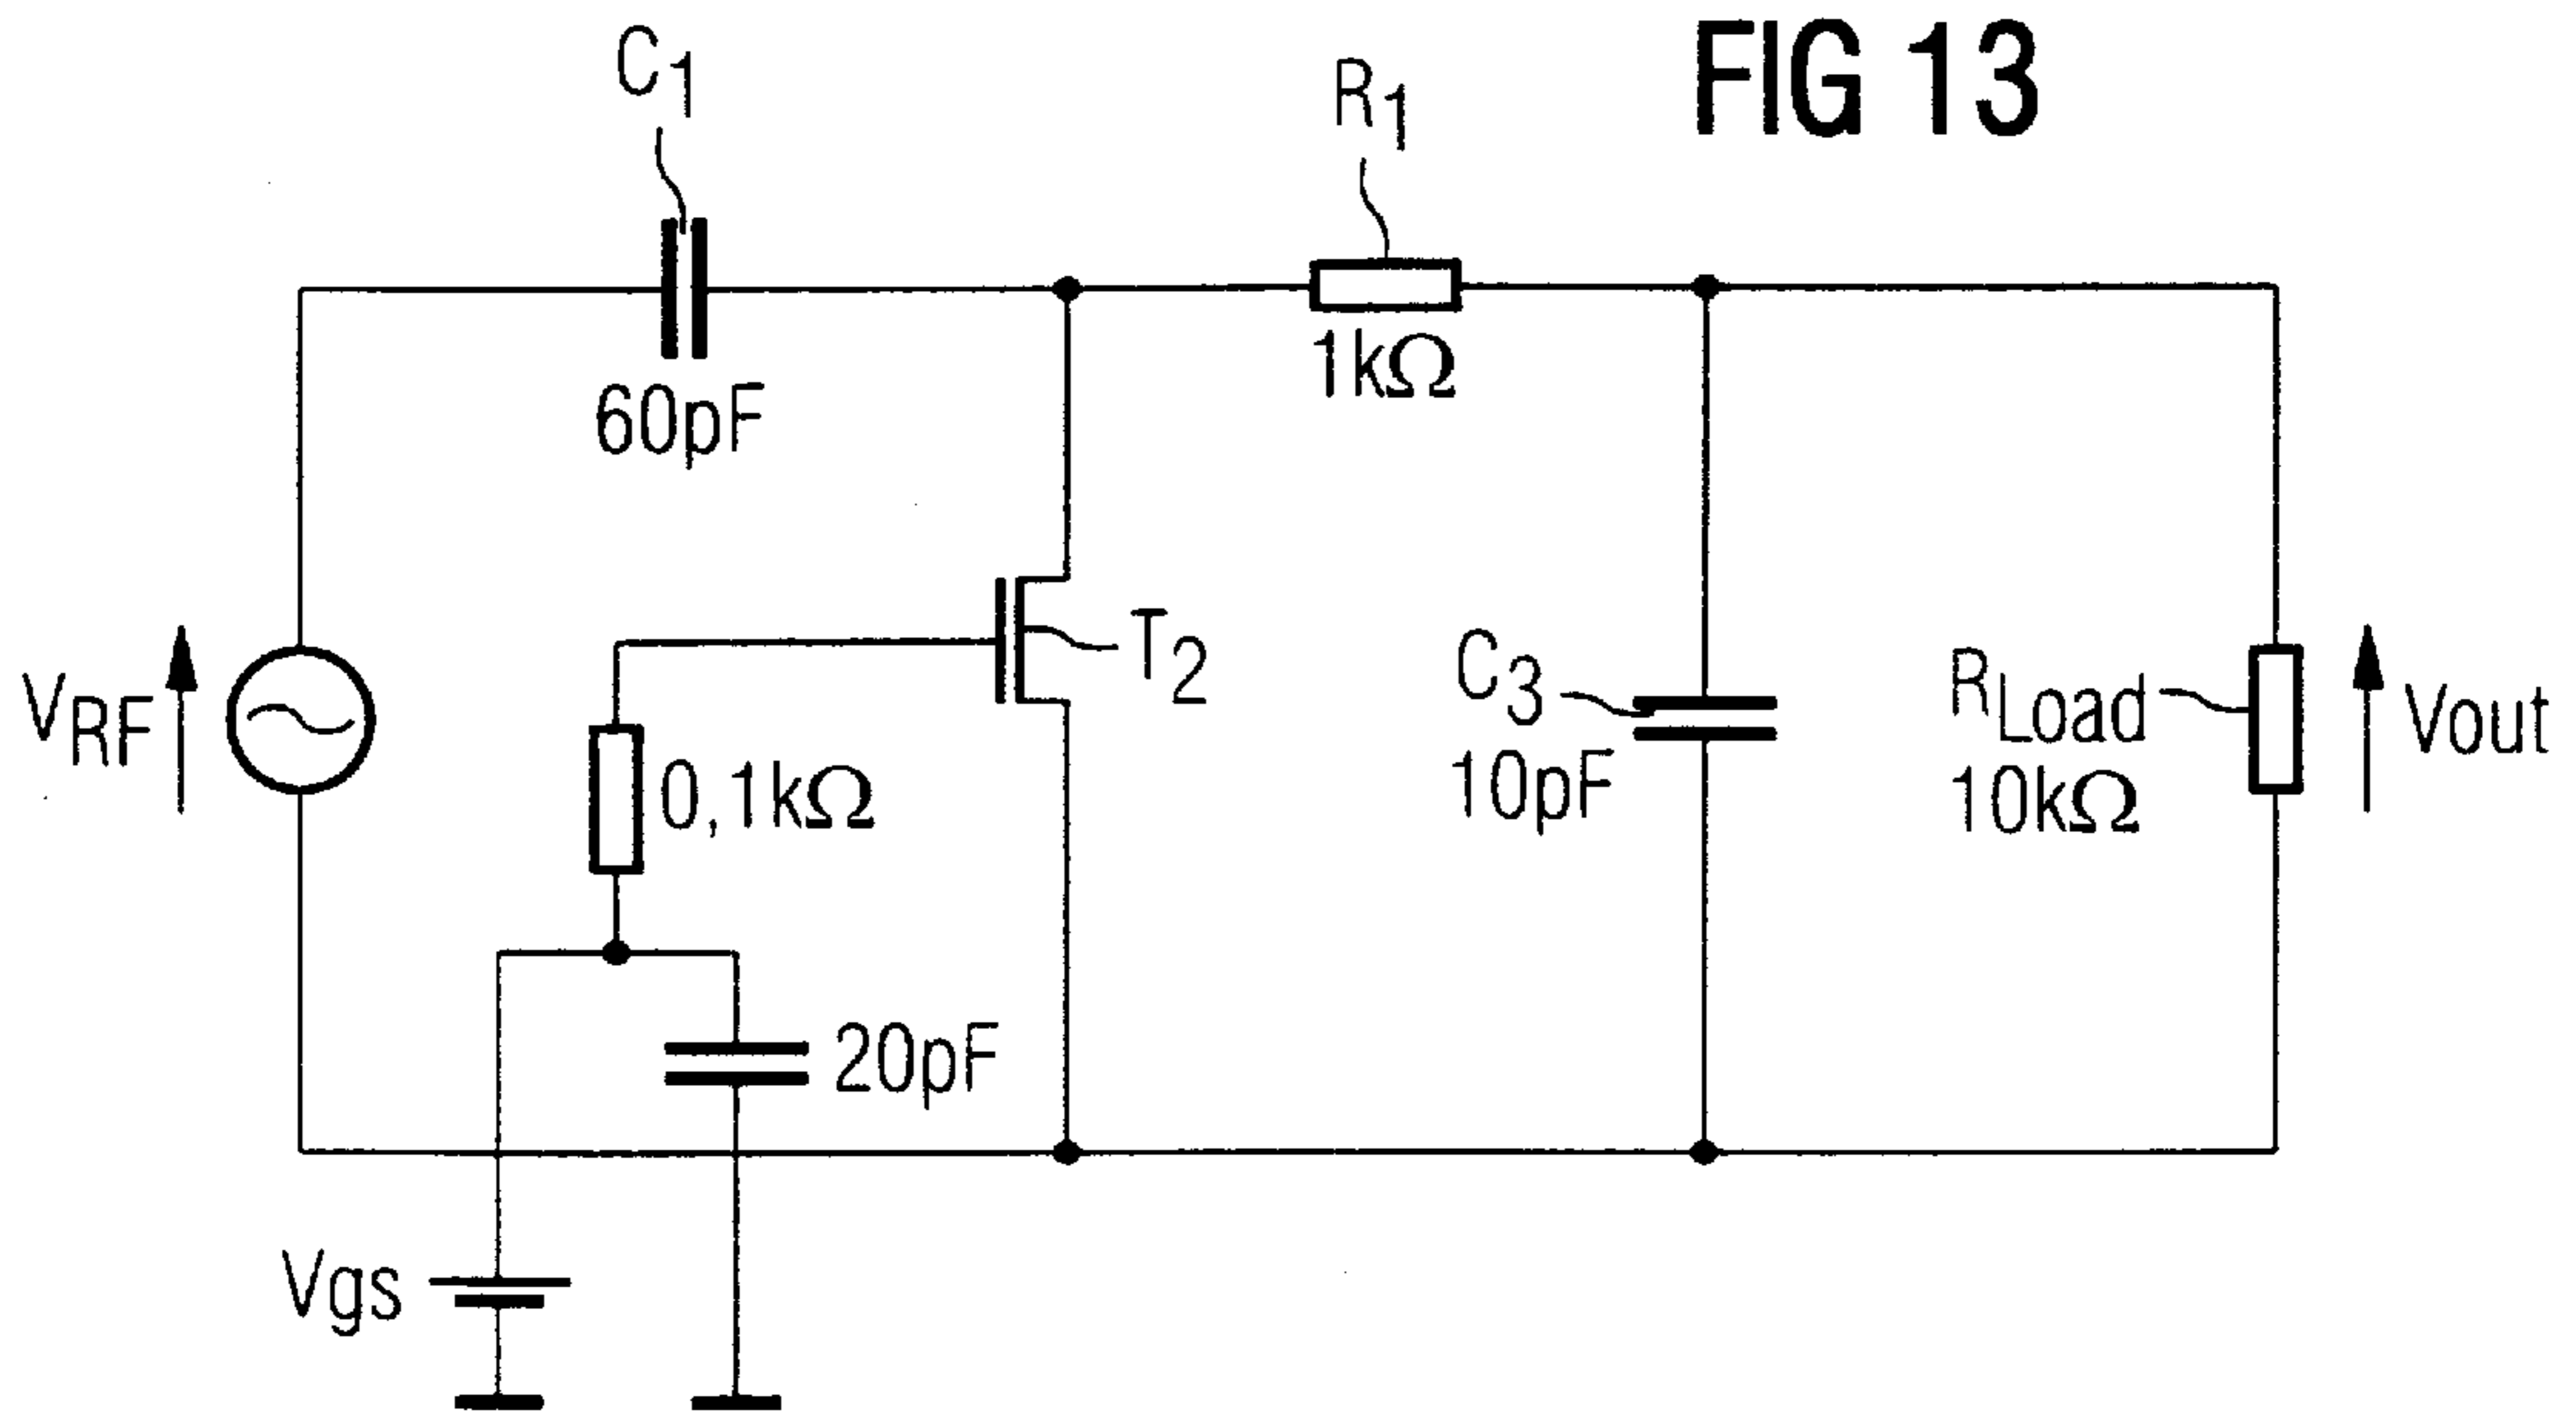 FIG 13
C1
R1
60pF
1kΩ
VRF
T2
0,1kΩ
C3
10pF
RLoad
10kΩ
Vout
20pF
Vgs